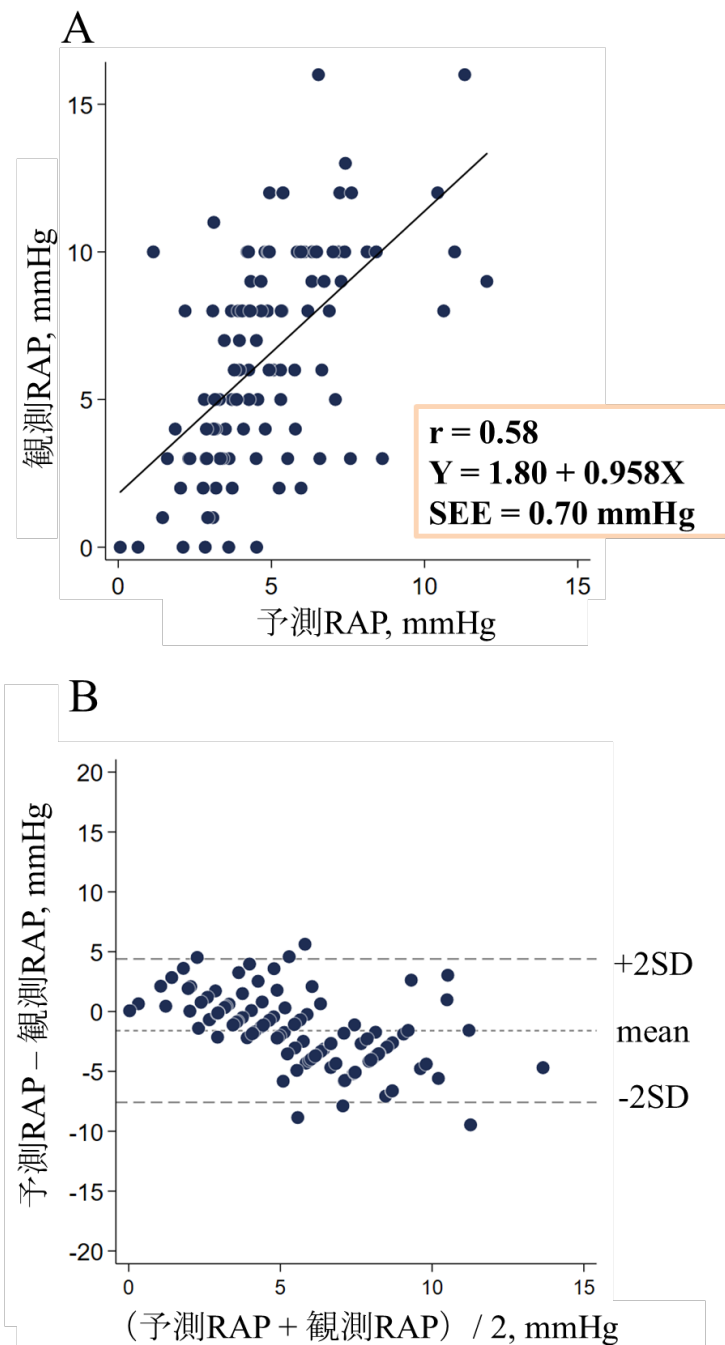 A
15
10
5
0
観測RAP, mmHg
r = 0.58
Y = 1.80 + 0.958X
SEE = 0.70 mmHg
0 5 10 15
予測RAP, mmHg
B
20
15
10
5
0
-5
-10
-15
-20
予測RAP – 観測RAP, mmHg
+2SD
mean
-2SD
0 5 10 15
（予測RAP + 観測RAP）/ 2, mmHg